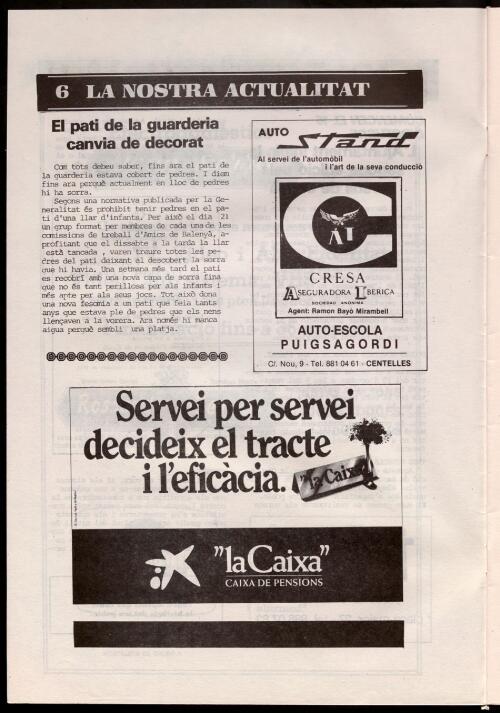 6 LA NOSTRA ACTUALITAT
El pati de la guarderia
canvia de decorat
Com tots debeu saber, fins ara el pati de
la guarderia estava cobert de pedres. I diem
fins ara perquè actualment en lloc de pedres
hi ha sorra.
Segons una normativa publicada per la Ge-
neralitat és prohibit tenir pedres en el pa-
ti d'una llar d'infants. Per això el dia 21
un grup format per membres de cada una de les
comissions de treball d'Amics de Balenyà, a-
profitant que el dissabte a la tarda la llar
està tancada , varen treure totes les pe-
dres del pati deixant al descobert la sorra
que hi havia. Una setmana més tard el pati
es recobrí amb una nova capa de sorra fina
que no és tant perillosa per als infants i
més apte per als seus jocs. Tot això dona
una nova fesomia a un pati que feia tants
anys que estava ple de pedres que els nens
llençaven a la vorera. Ara només hi manca
aigua perquè sembli una platja.
AUTO Stand
Al servei de l'automòbil
i l'art de la seva conducció
AI
CRESA
ASEGURADORA IBERICA
SOCIEDAD ANONIMA
Agent: Ramon Bayó Mirambell
AUTO-ESCOLA
PUIGSAGORDI
C/. Nou, 9 - Tel. 881 04 61 - CENTELLES
Servei per servei
decideix el tracte
i l'eficàcia.
"la Caixa"
"la Caixa"
CAIXA DE PENSIONS